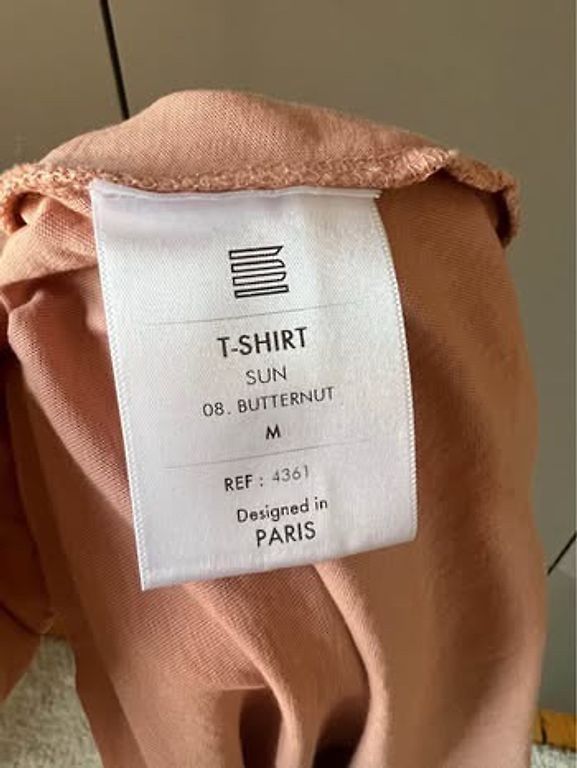 T-SHIRT
SUN
08. BUTTERNUT
M
REF : 4361
Designed in
PARIS